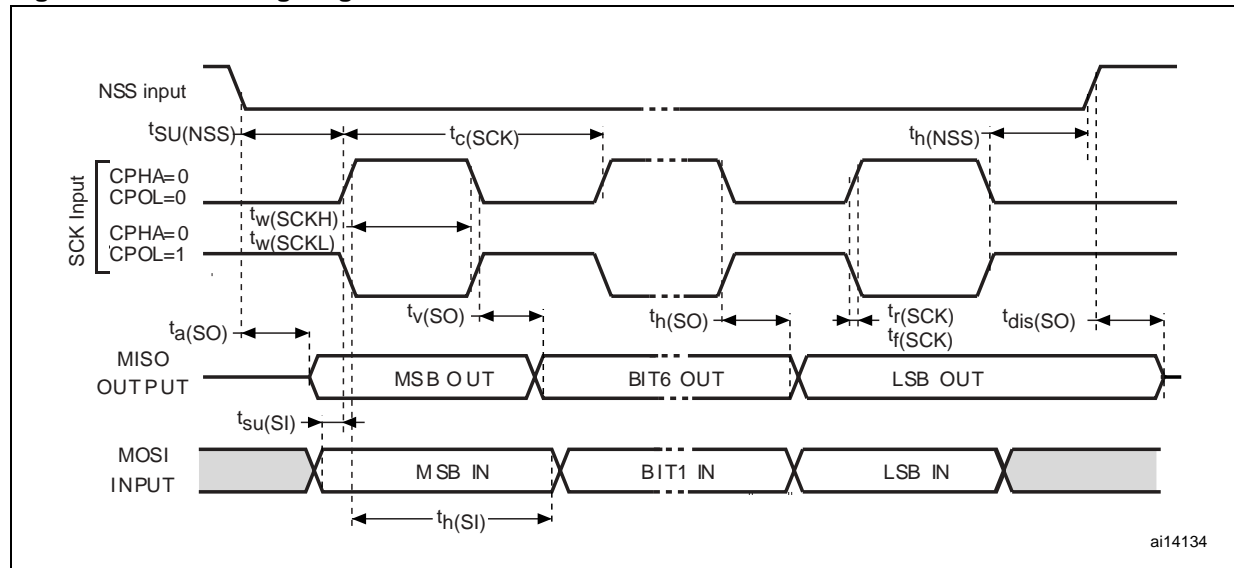 NSS input
tSU(NSS)
tc(SCK)
th(NSS)
SCK Input
CPHA=0
CPOL=0
tw(SCKH)
tw(SCKL)
CPHA=0
CPOL=1
ta(SO)
tv(SO)
th(SO)
tr(SCK)
tf(SCK)
tdis(SO)
MISO
OUTPUT
MSB OUT
BIT6 OUT
LSB OUT
tsu(SI)
MOSI
INPUT
MSB IN
BIT1 IN
LSB IN
th(SI)
ai14134